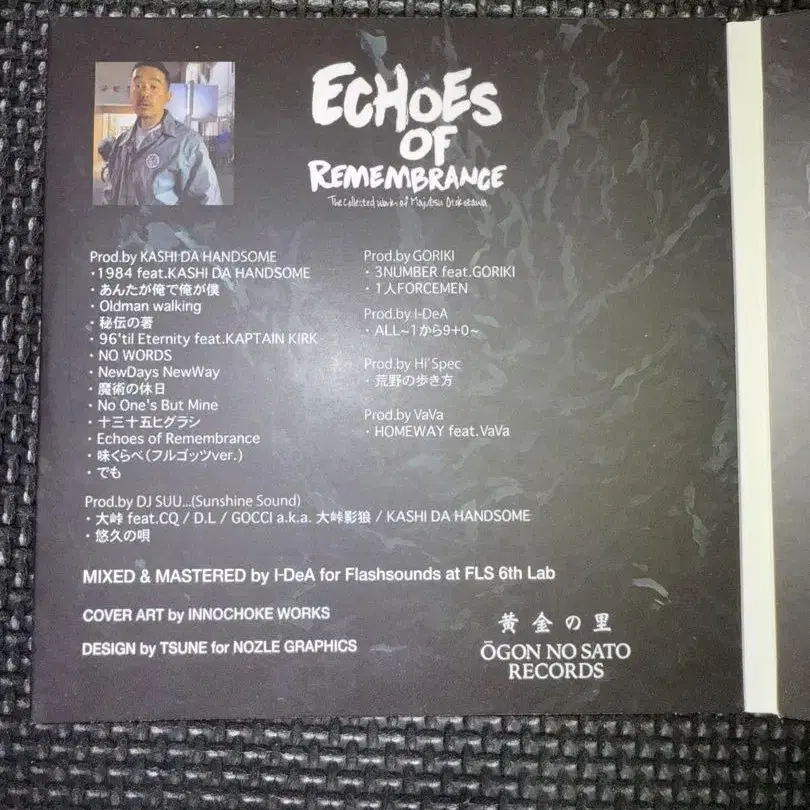 ECHOES
OF
REMEMBRANCE
The collected work of Majutsu Otokozawa
Prod.by KASHI DA HANDSOME
・1984 feat.KASHI DA HANDSOME
・あんたが俺で俺が僕
・Oldman walking
・秘伝の著
・96'til Eternity feat.KAPTAIN KIRK
・NO WORDS
・NewDays NewWay
・魔術の休日
・No One's But Mine
・十三十五ヒグラシ
・Echoes of Remembrance
・味くらべ(フルゴッツver.)
・でも
Prod.by GORIKI
・3NUMBER feat.GORIKI
・1人FORCEMEN
Prod.by I-DeA
・ALL~1から9+0~
Prod.by Hi'Spec
・荒野の歩き方
Prod.by VaVa
・HOMEWAY feat.VaVa
Prod.by DJ SUU...(Sunshine Sound)
・大峠 feat.CQ / D.L / GOCCI a.k.a. 大峠影狼 / KASHI DA HANDSOME
・悠久の唄
MIXED & MASTERED by I-DeA for Flashsounds at FLS 6th Lab
COVER ART by INNOCHOKE WORKS
DESIGN by TSUNE for NOZLE GRAPHICS
黄金の里
ŌGON NO SATO
RECORDS